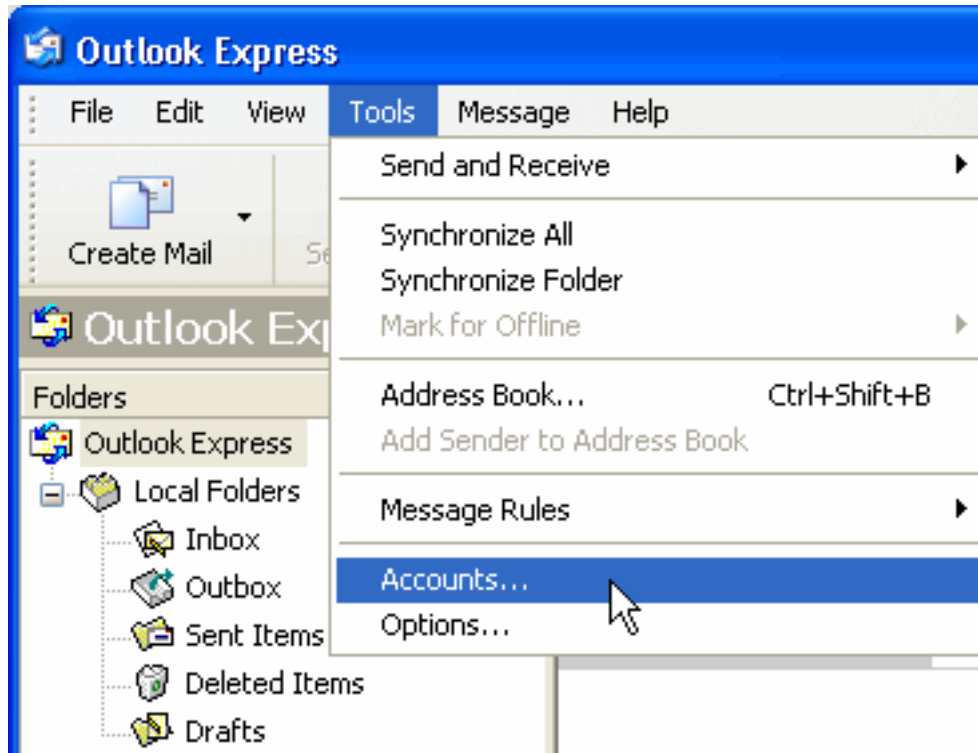 Outlook Express
File Edit View Tools Message Help
Send and Receive
Synchronize All
Create Mail
Synchronize Folder
Mark for Offline
Outlook Exp
Folders
Address Book... Ctrl+Shift+B
Outlook Express
Add Sender to Address Book
Local Folders
Message Rules
Inbox
Accounts...
Outbox
Options...
Sent Items
Deleted Items
Drafts